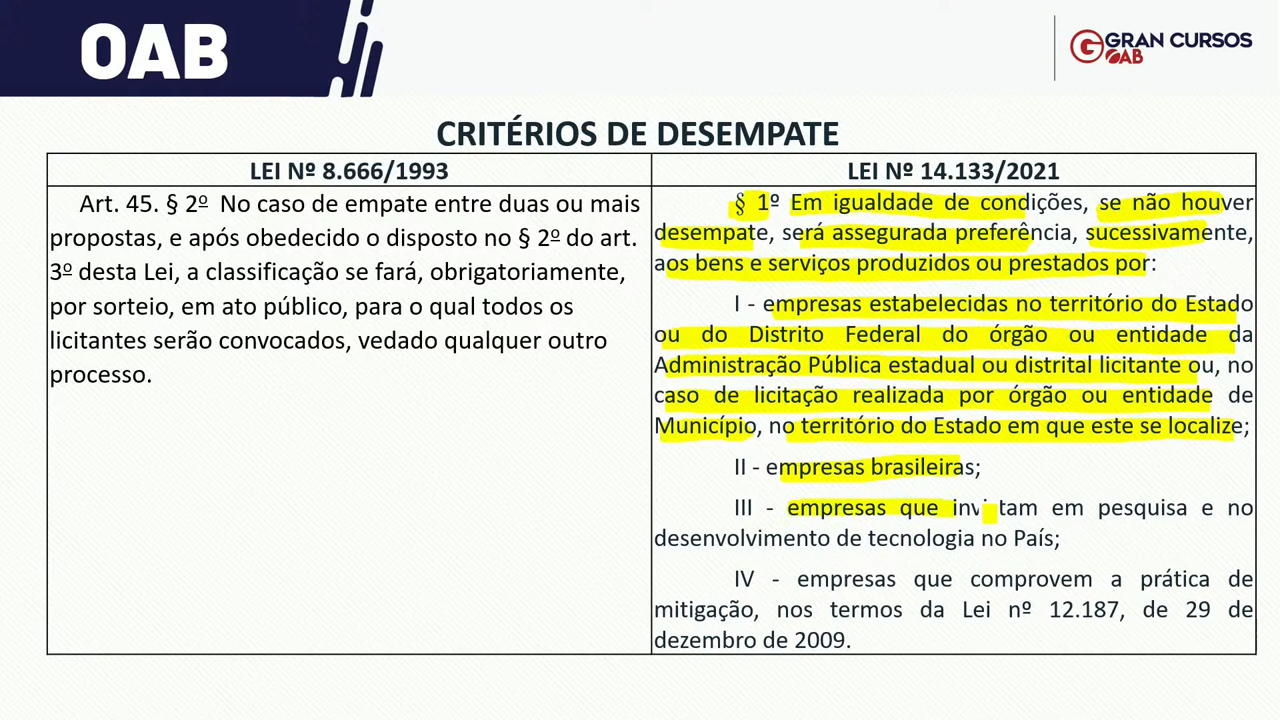 OAB
GRAN CURSOS
OAB
CRITÉRIOS DE DESEMPATE
LEI Nº 8.666/1993
Art. 45. § 2º No caso de empate entre duas ou mais
propostas, e após obedecido o disposto no § 2º do art.
3º desta Lei, a classificação se fará, obrigatoriamente,
por sorteio, em ato público, para o qual todos os
licitantes serão convocados, vedado qualquer outro
processo.
LEI Nº 14.133/2021
§ 1º Em igualdade de condições, se não houver
desempate, será assegurada preferência, sucessivamente,
aos bens e serviços produzidos ou prestados por:
I - empresas estabelecidas no território do Estado
ou do Distrito Federal do órgão ou entidade da
Administração Pública estadual ou distrital licitante ou, no
caso de licitação realizada por órgão ou entidade de
Município, no território do Estado em que este se localize;
II - empresas brasileiras;
III - empresas que em pesquisa e no
desenvolvimento de tecnologia no País;
IV - empresas que comprovem a prática de
mitigação, nos termos da Lei nº 12.187, de 29 de
dezembro de 2009.